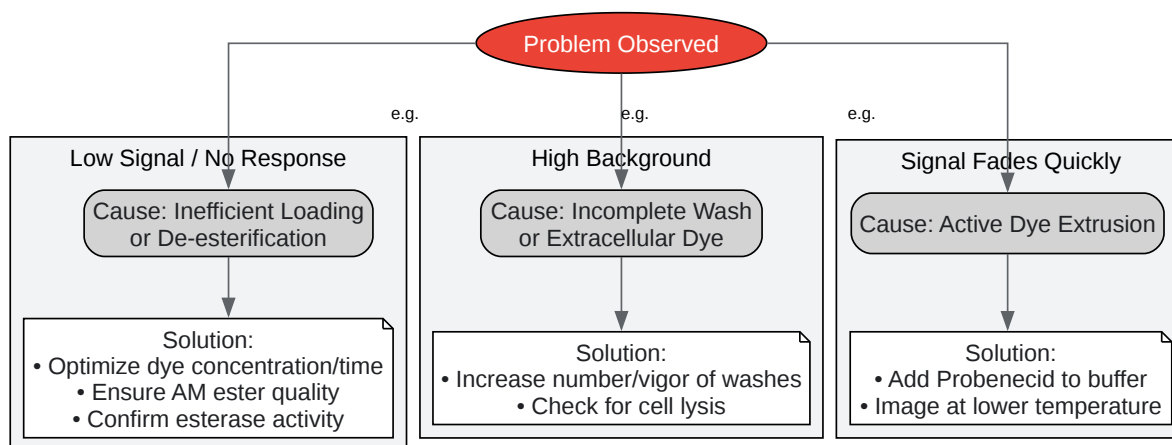 Problem Observed
e.g.
e.g.
e.g.
Low Signal / No Response
Cause: Inefficient Loading
or De-esterification
Solution:
• Optimize dye concentration/time
• Ensure AM ester quality
• Confirm esterase activity
High Background
Cause: Incomplete Wash
or Extracellular Dye
Solution:
• Increase number/vigor of washes
• Check for cell lysis
Signal Fades Quickly
Cause: Active Dye Extrusion
Solution:
• Add Probenecid to buffer
• Image at lower temperature